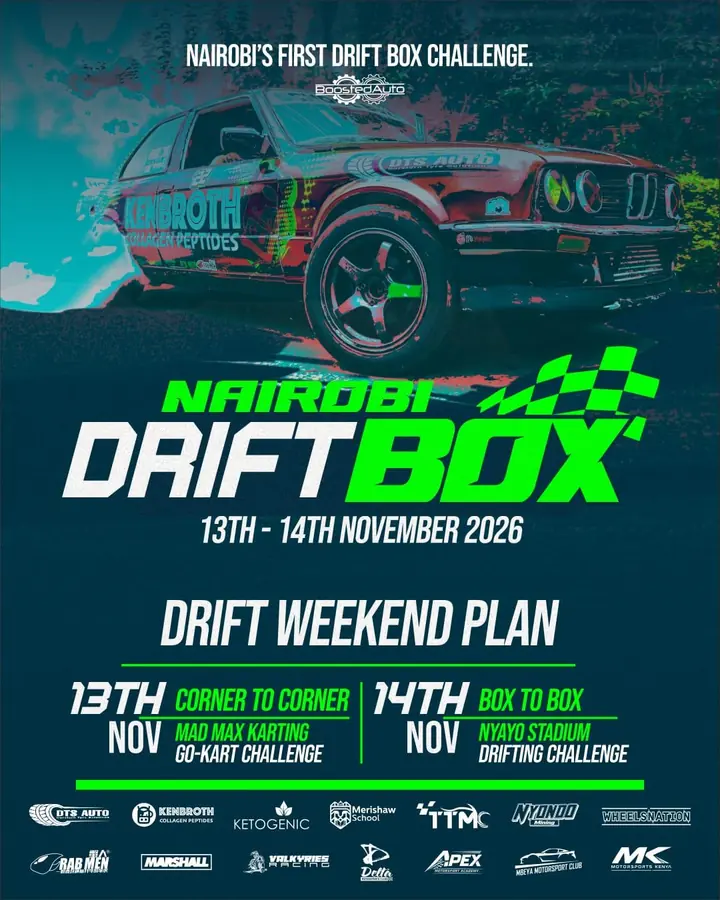 NAIROBI'S FIRST DRIFT BOX CHALLENGE.
BoostedAuto
DTS AUTO
KENBROTH
COLLAGEN PEPTIDES
NAIROBI
DRIFTBOX
13TH - 14TH NOVEMBER 2026
DRIFT WEEKEND PLAN
13TH NOV
CORNER TO CORNER
MAD MAX KARTING
GO-KART CHALLENGE
14TH NOV
BOX TO BOX
NYAYO STADIUM
DRIFTING CHALLENGE
DTS AUTO
KENBROTH
COLLAGEN PEPTIDES
KETOGENIC
Merishaw
School
TTMC
NYONDO
Mining
WHEELSNATION
RAB MEN
MARSHALL
VALKYRIES
RACING
Delta
APEX
MOTORSPORT ACADEMY
MBEYA MOTORSPORT CLUB
MK
MOTORSPORTS KENYA